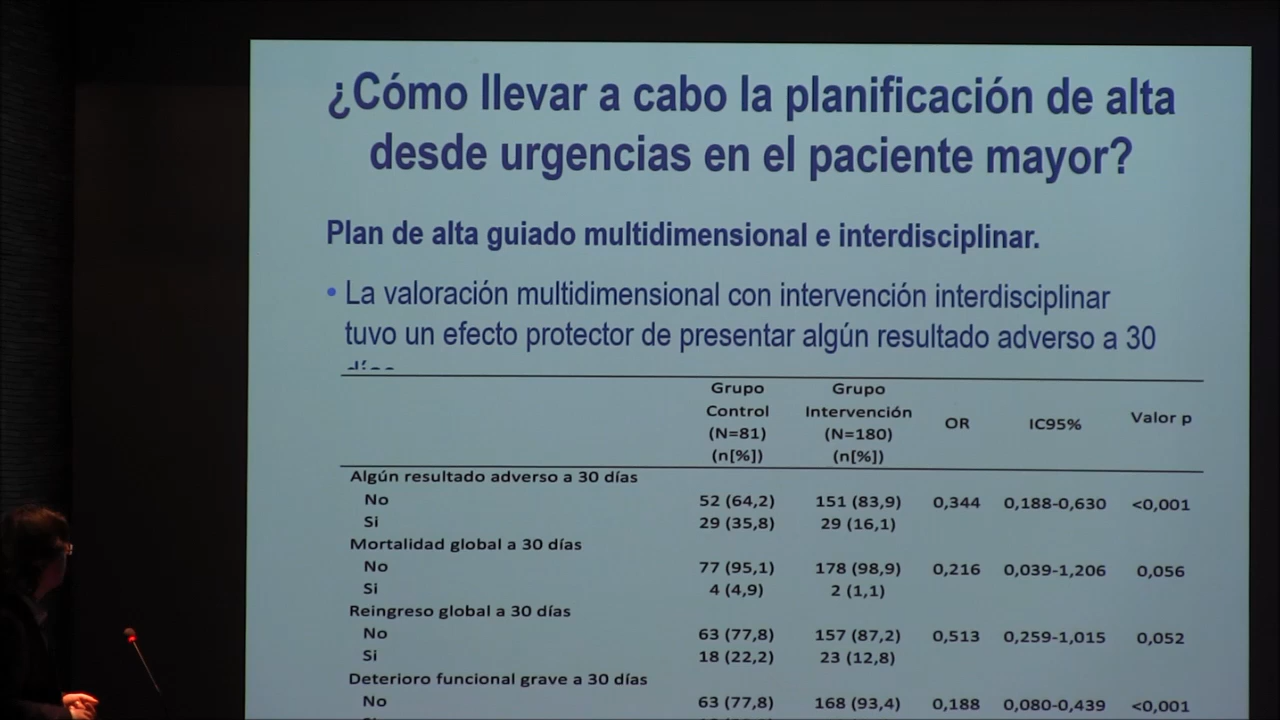 ¿Cómo llevar a cabo la planificación de alta
desde urgencias en el paciente mayor?
Plan de alta guiado multidimensional e interdisciplinar.
• La valoración multidimensional con intervención interdisciplinar
tuvo un efecto protector de presentar algún resultado adverso a 30
Grupo Control (N=81) (n[%]) Grupo Intervención (N=180) (n[%]) OR IC95% Valor p
Algún resultado adverso a 30 días
No 52 (64,2) 151 (83,9) 0,344 0,188-0,630 <0,001
Si 29 (35,8) 29 (16,1)
Mortalidad global a 30 días
No 77 (95,1) 178 (98,9) 0,216 0,039-1,206 0,056
Si 4 (4,9) 2 (1,1)
Reingreso global a 30 días
No 63 (77,8) 157 (87,2) 0,513 0,259-1,015 0,052
Si 18 (22,2) 23 (12,8)
Deterioro funcional grave a 30 días
No 63 (77,8) 168 (93,4) 0,188 0,080-0,439 <0,001